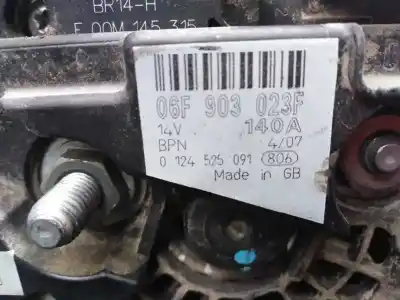 BR14-H
F 00M 145 315
06F 903 023F
14V 140A
BPN 4/07
0 124 525 091 806
Made in GB